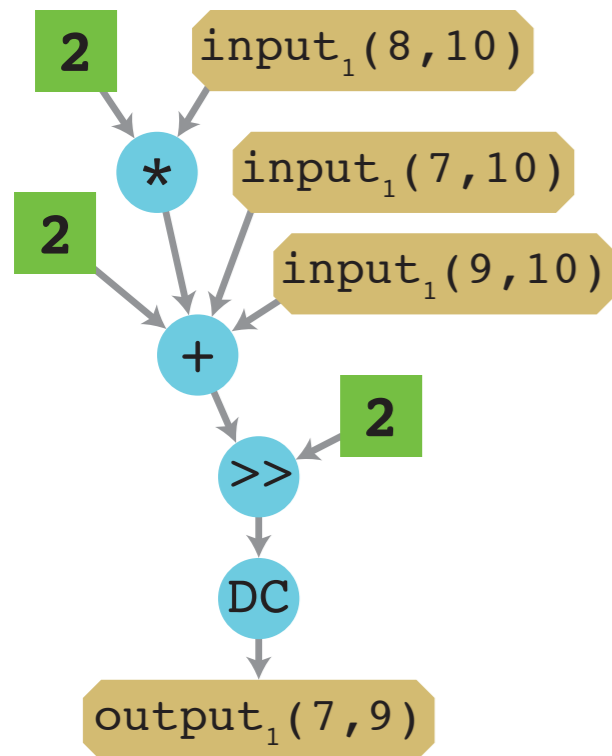 2
input₁(8,10)
*
input₁(7,10)
2
input₁(9,10)
+
2
>>
DC
output₁(7,9)